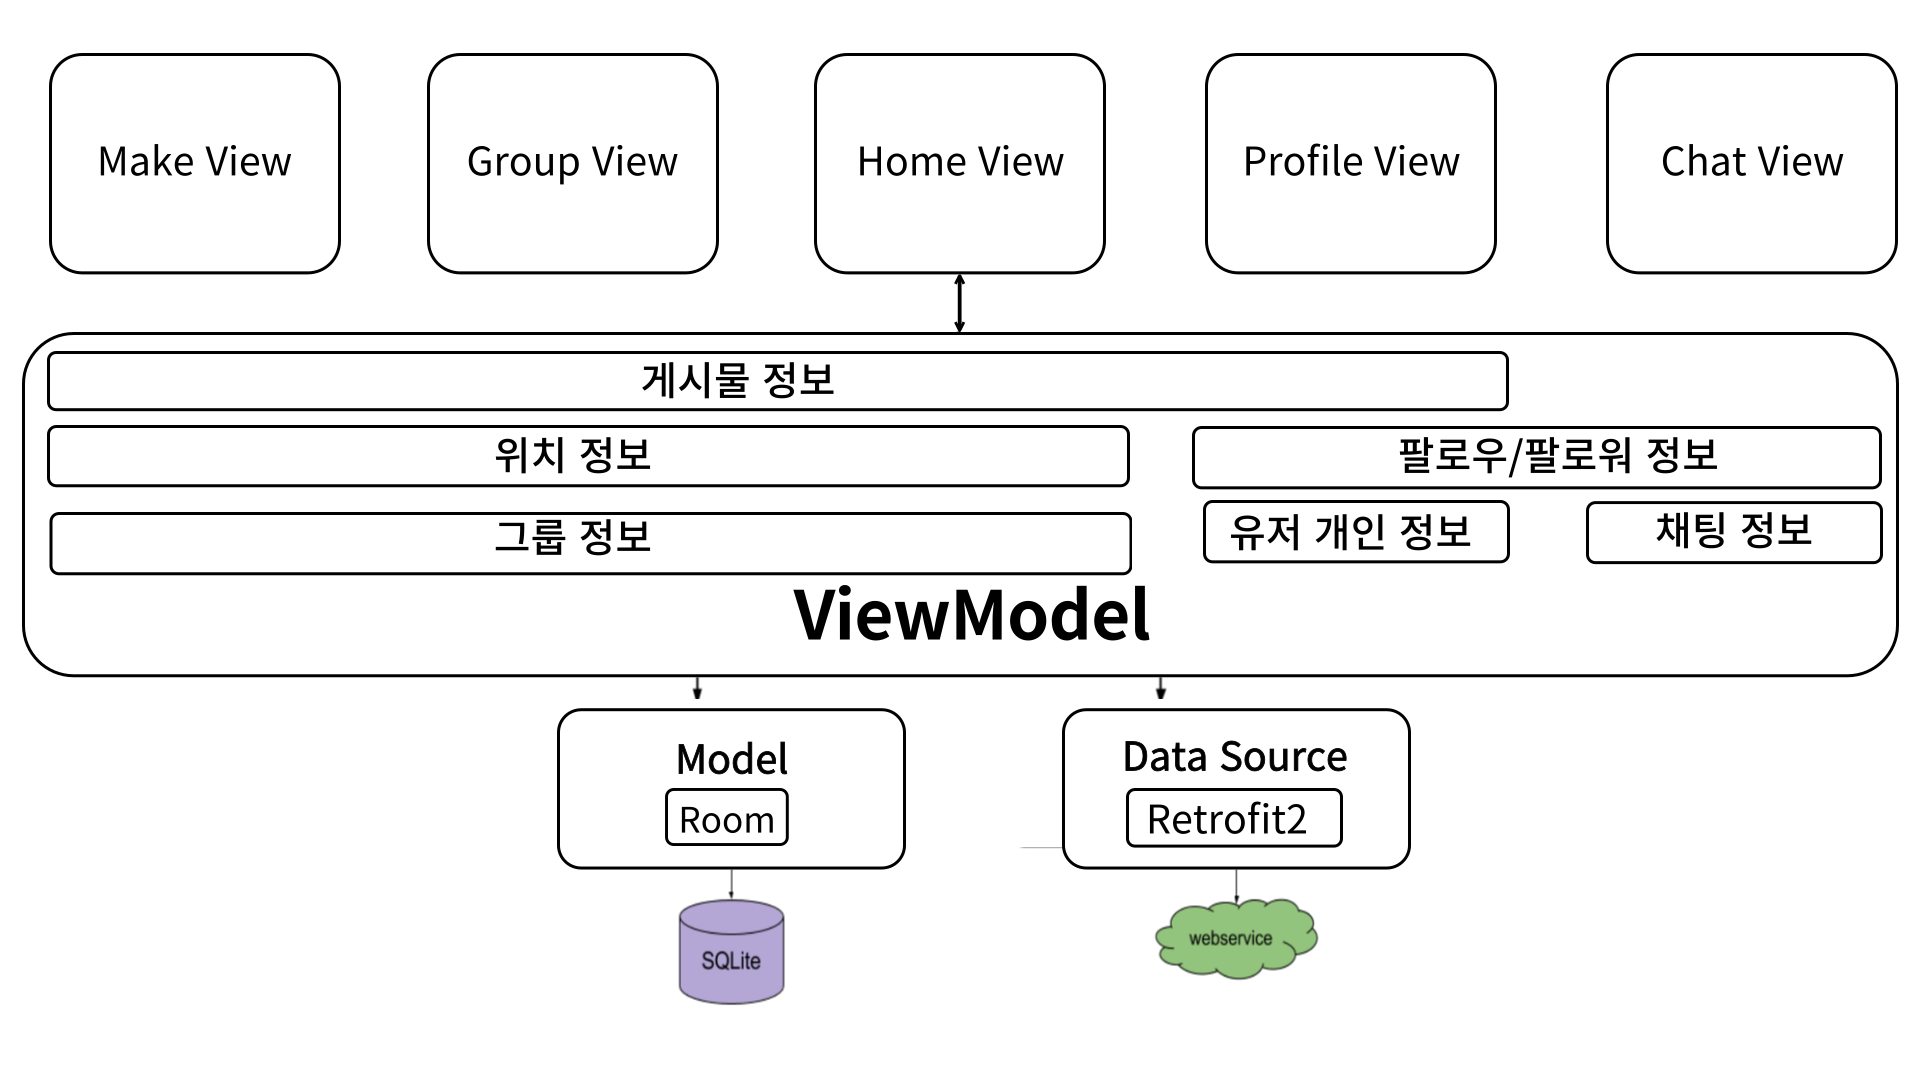 Make View
Group View
Home View
Profile View
Chat View
게시물 정보
위치 정보
팔로우/팔로워 정보
그룹 정보
유저 개인 정보
채팅 정보
ViewModel
Model
Room
Data Source
Retrofit2
SQLite
webservice